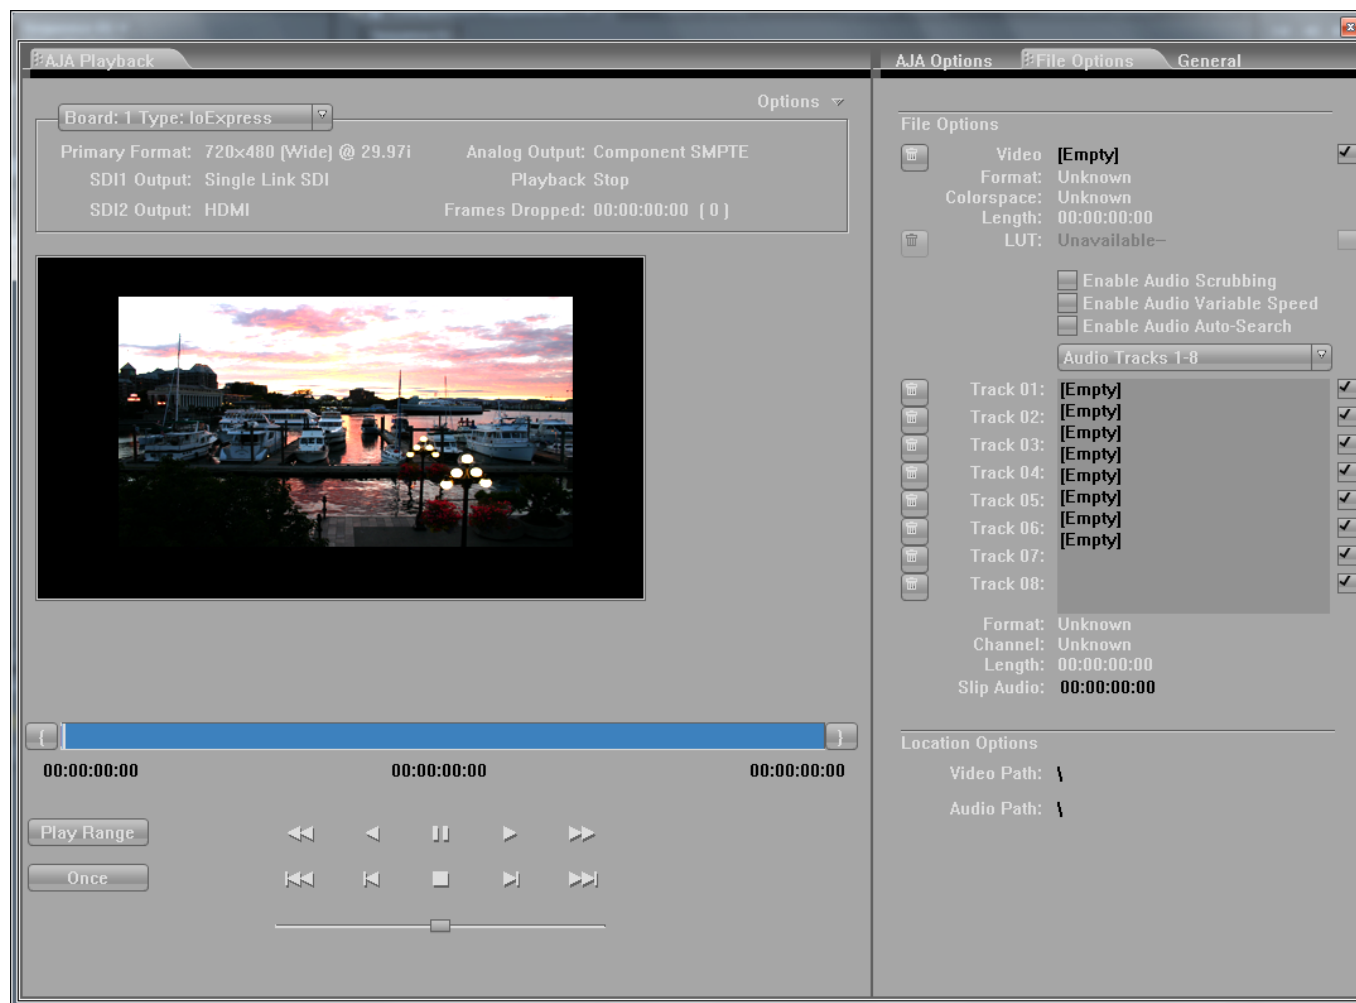 AJA Playback
AJA Options File Options General
Options
Board: 1 Type: IoExpress
Primary Format: 720x480 (Wide) @ 29.97i
Analog Output: Component SMPTE
SDI1 Output: Single Link SDI
Playback Stop
SDI2 Output: HDMI
Frames Dropped: 00:00:00:00 ( 0 )
{ }
00:00:00:00 00:00:00:00 00:00:00:00
Play Range
Once
File Options
Video [Empty]
Format: Unknown
Colorspace: Unknown
Length: 00:00:00:00
LUT: Unavailable–
Enable Audio Scrubbing
Enable Audio Variable Speed
Enable Audio Auto-Search
Audio Tracks 1-8
Track 01: [Empty]
Track 02: [Empty]
Track 03: [Empty]
Track 04: [Empty]
Track 05: [Empty]
Track 06: [Empty]
Track 07: [Empty]
Track 08: [Empty]
Format: Unknown
Channel: Unknown
Length: 00:00:00:00
Slip Audio: 00:00:00:00
Location Options
Video Path: \
Audio Path: \